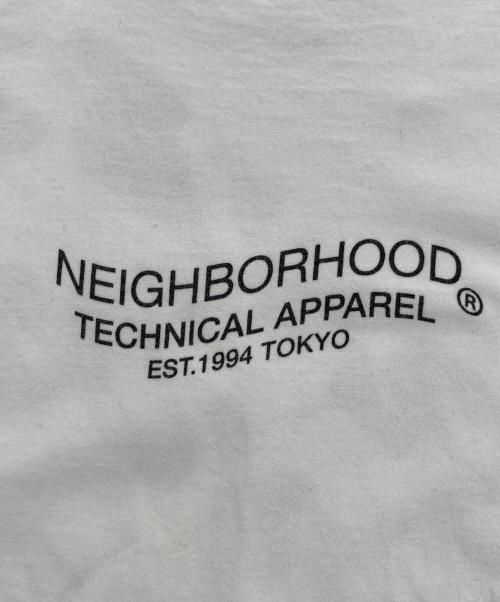 NEIGHBORHOOD
TECHNICAL APPAREL ®
EST.1994 TOKYO